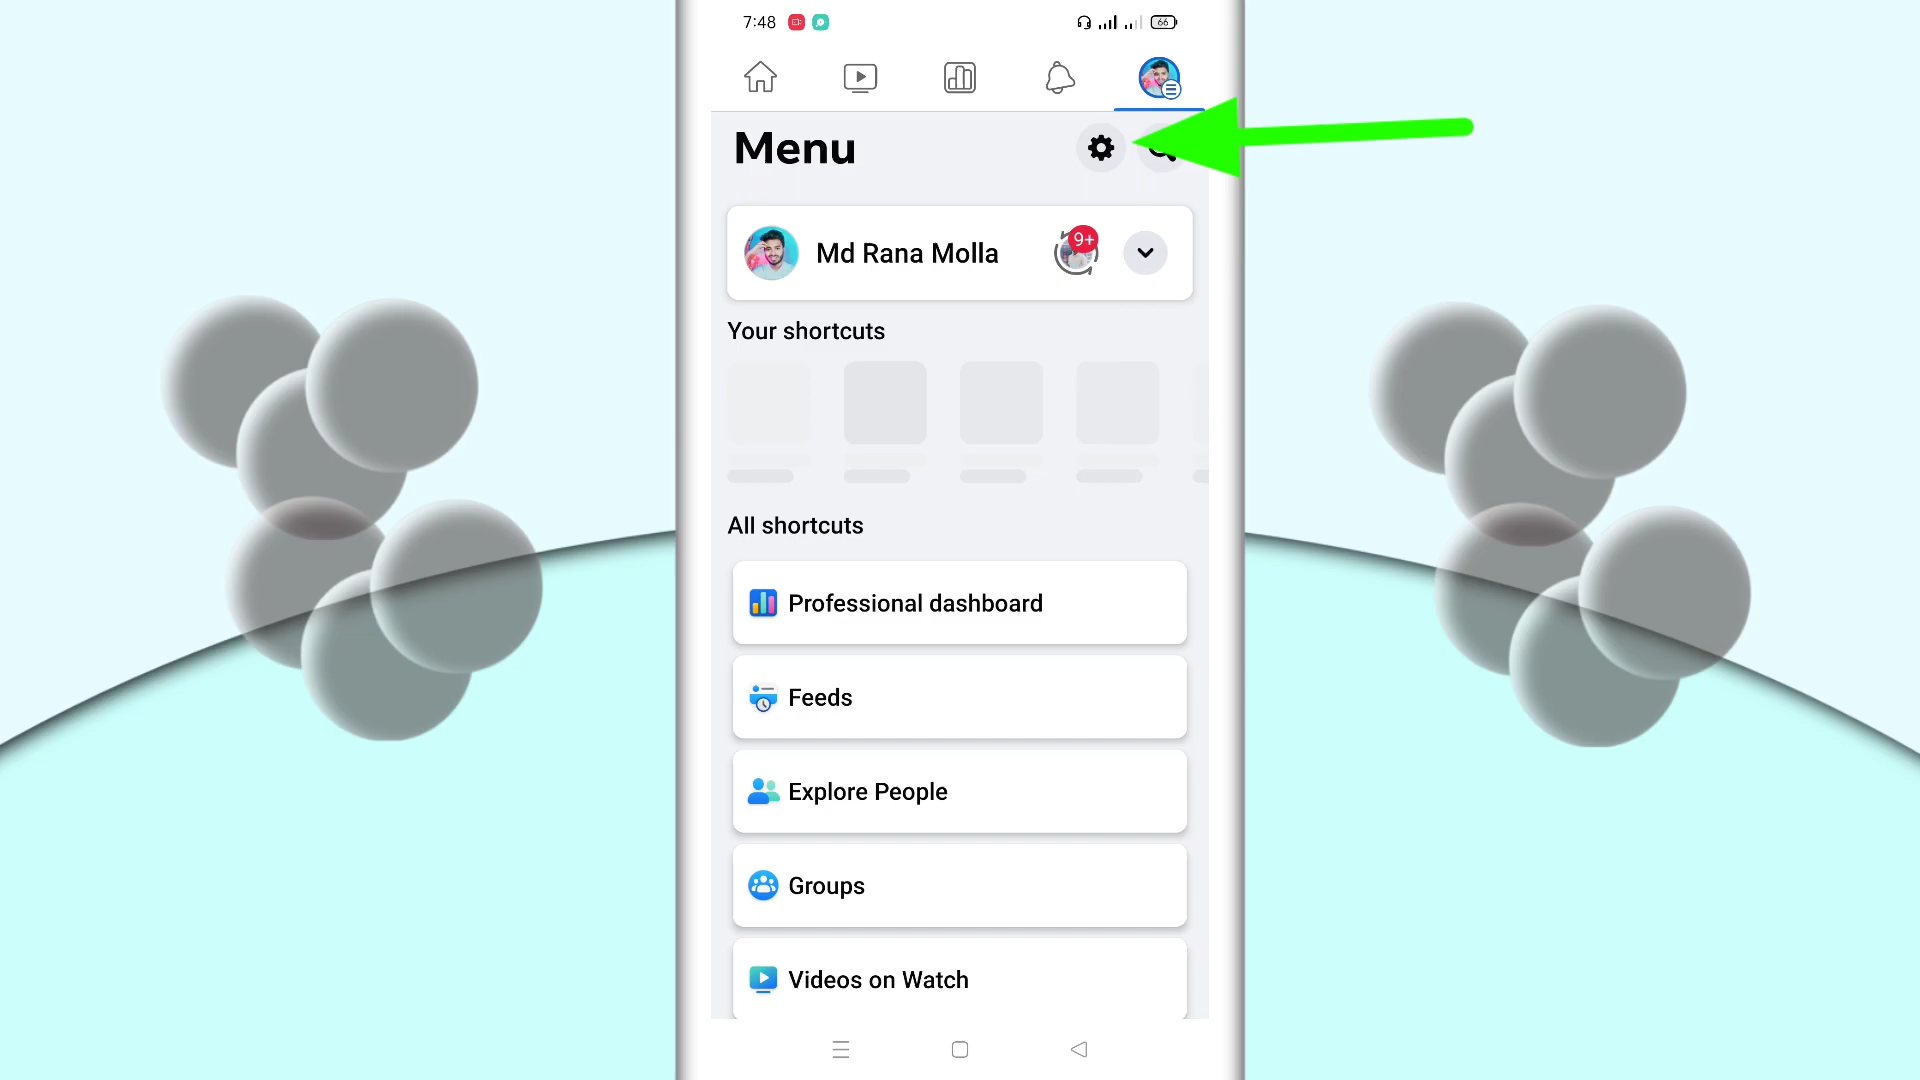 7:48
66
Menu
Md Rana Molla
9+
Your shortcuts
All shortcuts
Professional dashboard
Feeds
Explore People
Groups
Videos on Watch